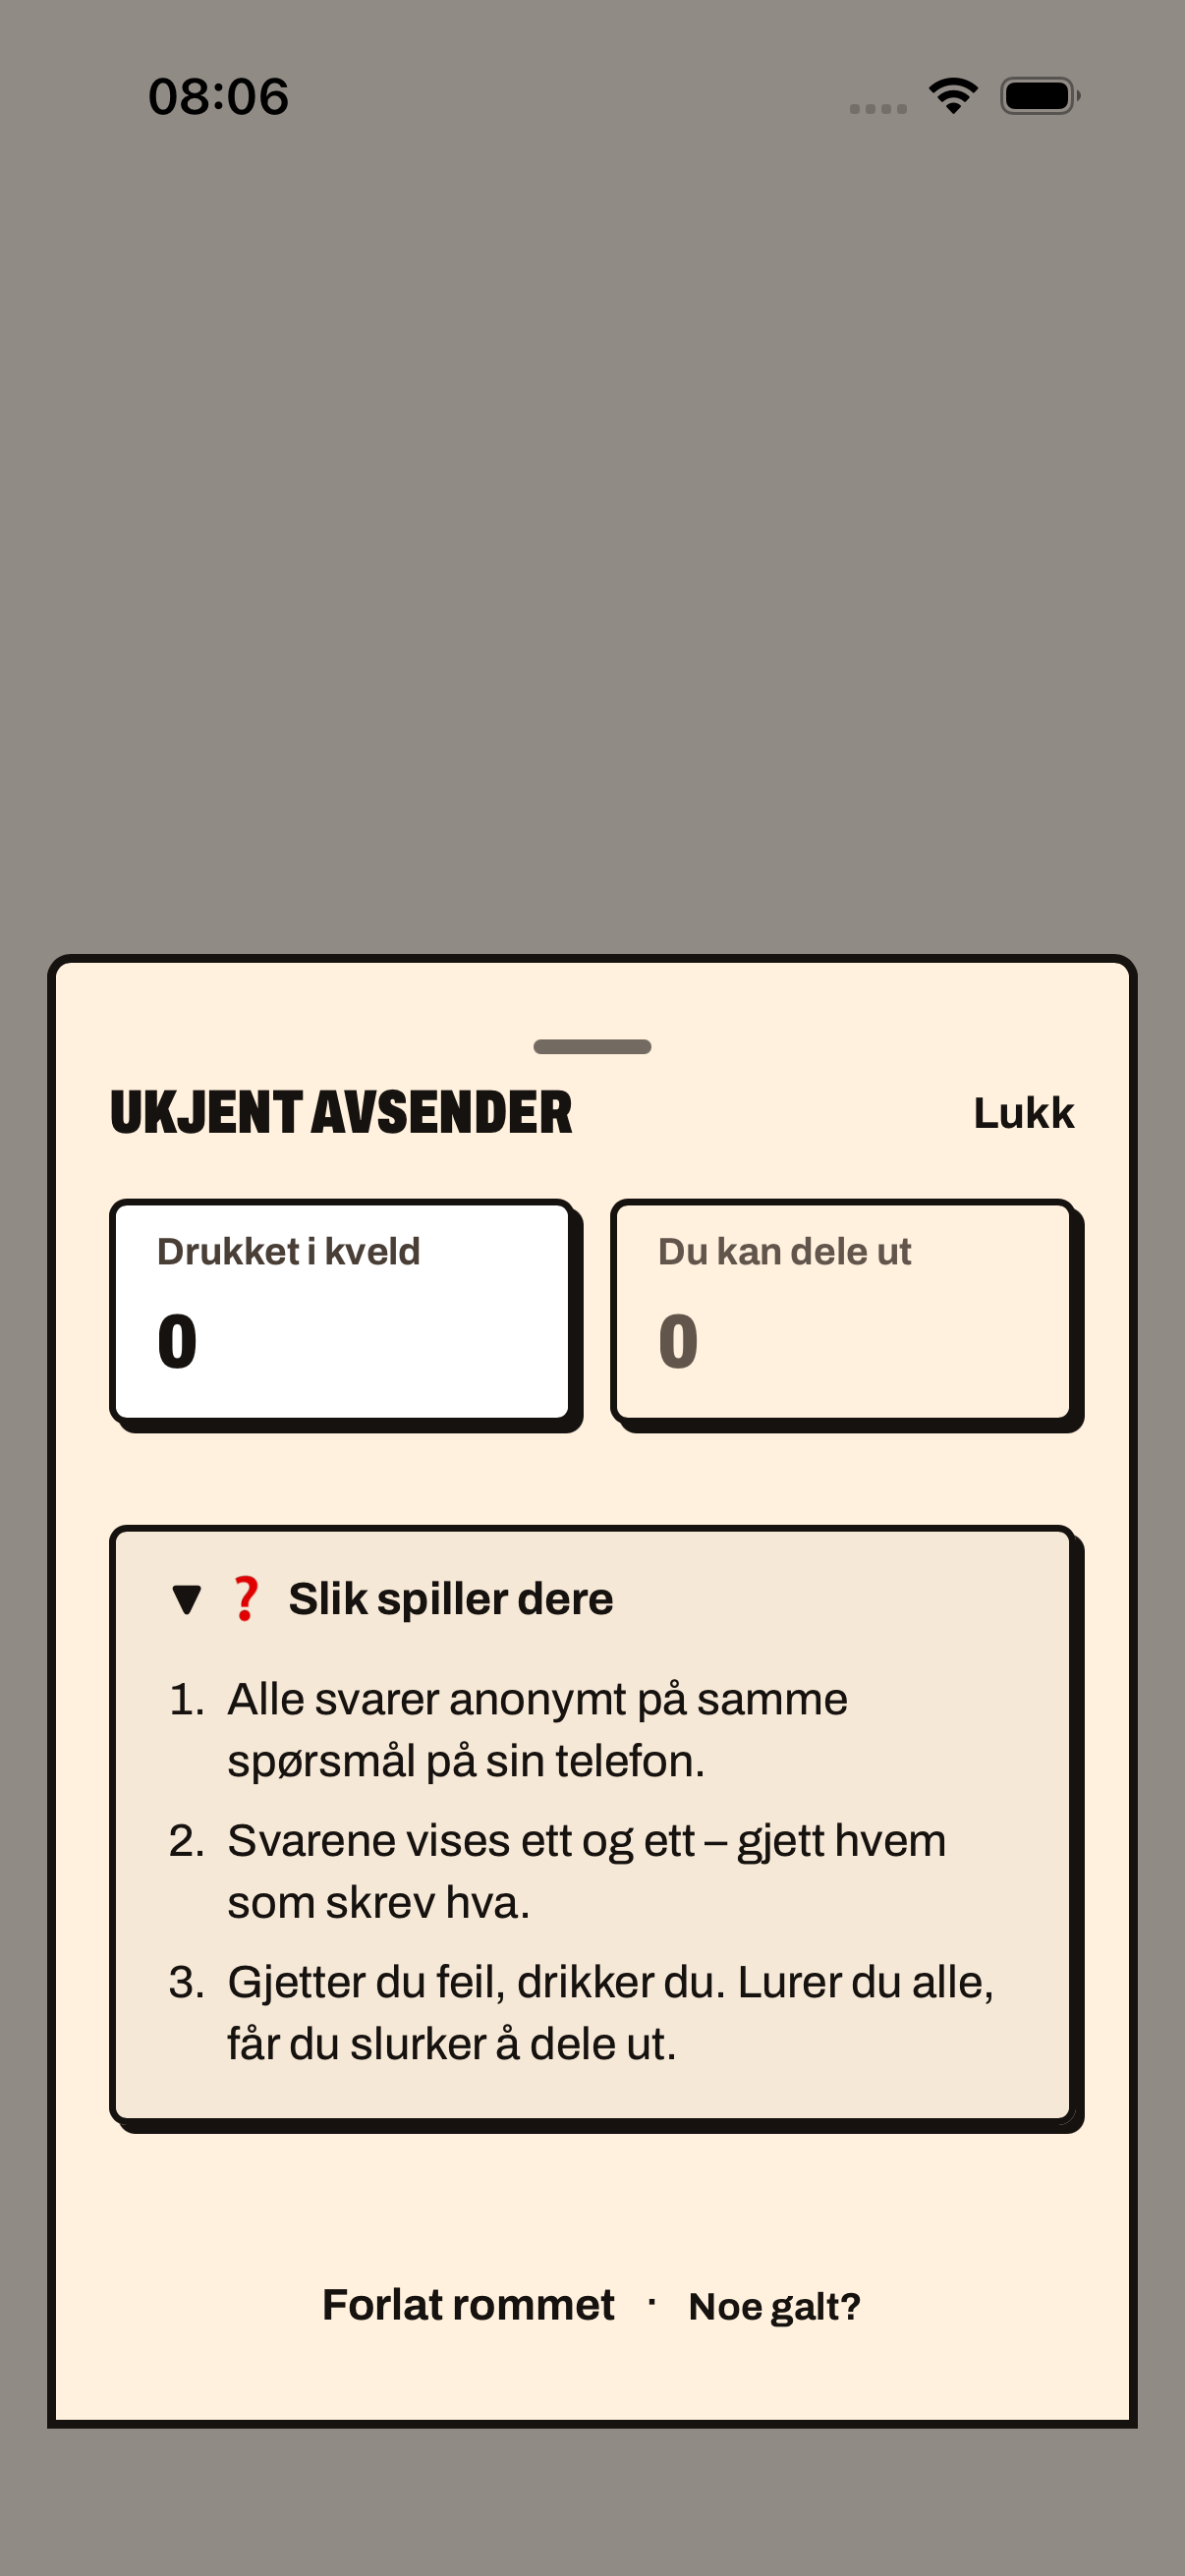 08:06
UKJENT AVSENDER
Lukk
Drukket i kveld
Du kan dele ut
0
0
▼ ❓ Slik spiller dere
1. Alle svarer anonymt på samme
spørsmål på sin telefon.
2. Svarene vises ett og ett – gjett hvem
som skrev hva.
3. Gjetter du feil, drikker du. Lurer du alle,
får du slurker å dele ut.
Forlat rommet · Noe galt?